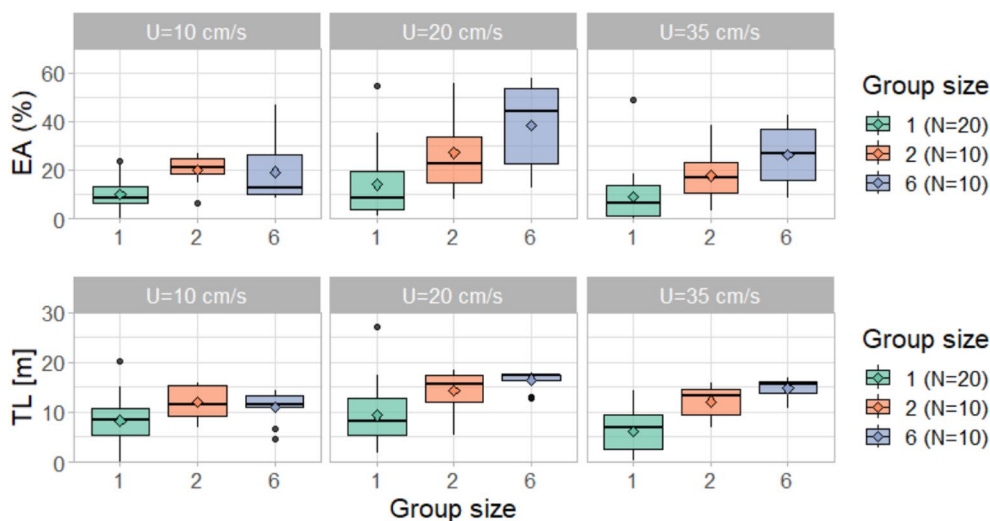 U=10 cm/s U=20 cm/s U=35 cm/s
EA (%)
60
40
20
0
1 2 6 1 2 6 1 2 6
Group size
1 (N=20)
2 (N=10)
6 (N=10)
U=10 cm/s U=20 cm/s U=35 cm/s
TL [m]
30
20
10
0
1 2 6 1 2 6 1 2 6
Group size
Group size
1 (N=20)
2 (N=10)
6 (N=10)